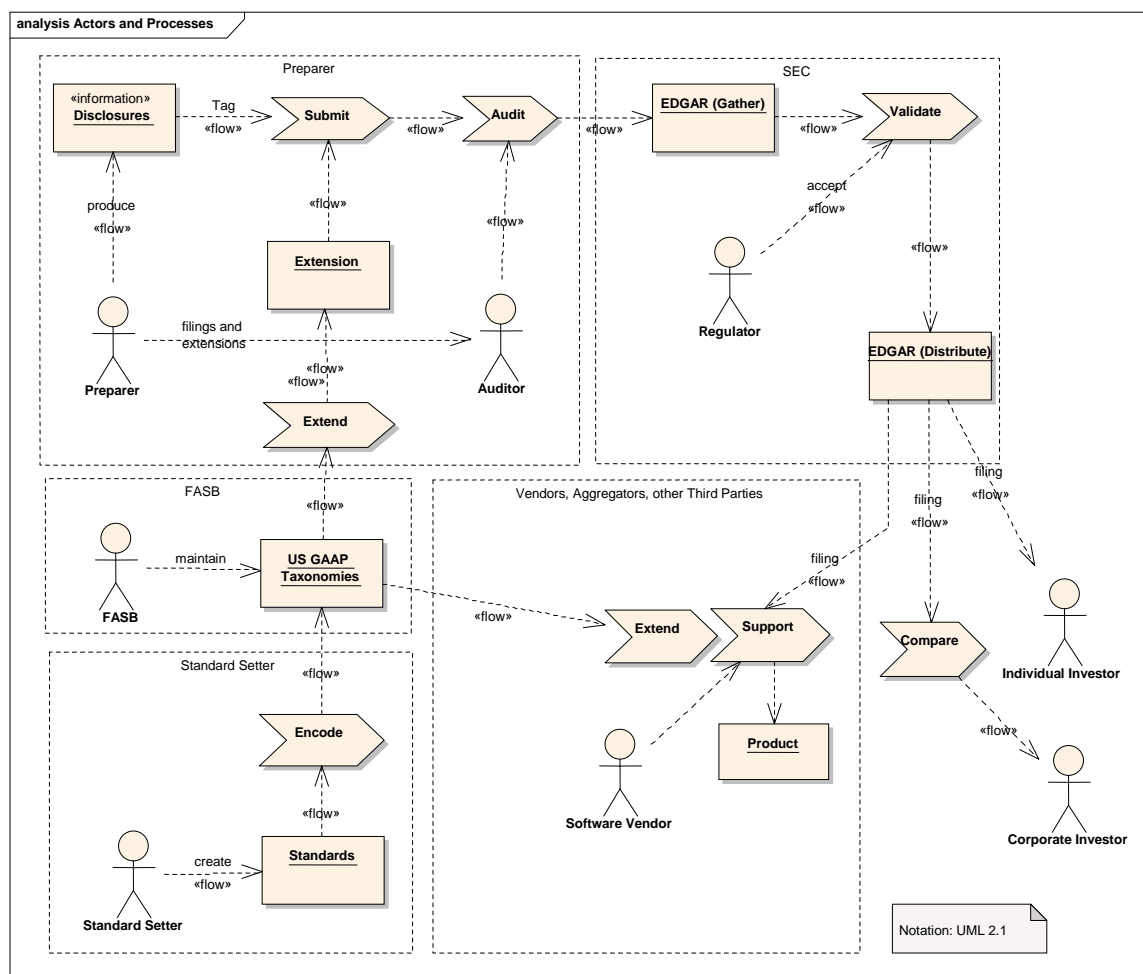 analysis Actors and Processes
Preparer
SEC
«information»
Disclosures
Tag
«flow»
Submit
«flow»
Audit
«flow»
EDGAR (Gather)
«flow»
Validate
produce
«flow»
«flow»
«flow»
accept
«flow»
«flow»
Extension
Regulator
filings and
extensions
Preparer
Auditor
EDGAR (Distribute)
«flow»
«flow»
Extend
filing
«flow»
filing
«flow»
FASB
Vendors, Aggregators, other Third Parties
«flow»
maintain
US GAAP
Taxonomies
FASB
filing
«flow»
«flow»
Extend
Support
Compare
Individual Investor
Standard Setter
«flow»
Encode
«flow»
Product
Software Vendor
Corporate Investor
«flow»
create
«flow»
Standards
Standard Setter
Notation: UML 2.1